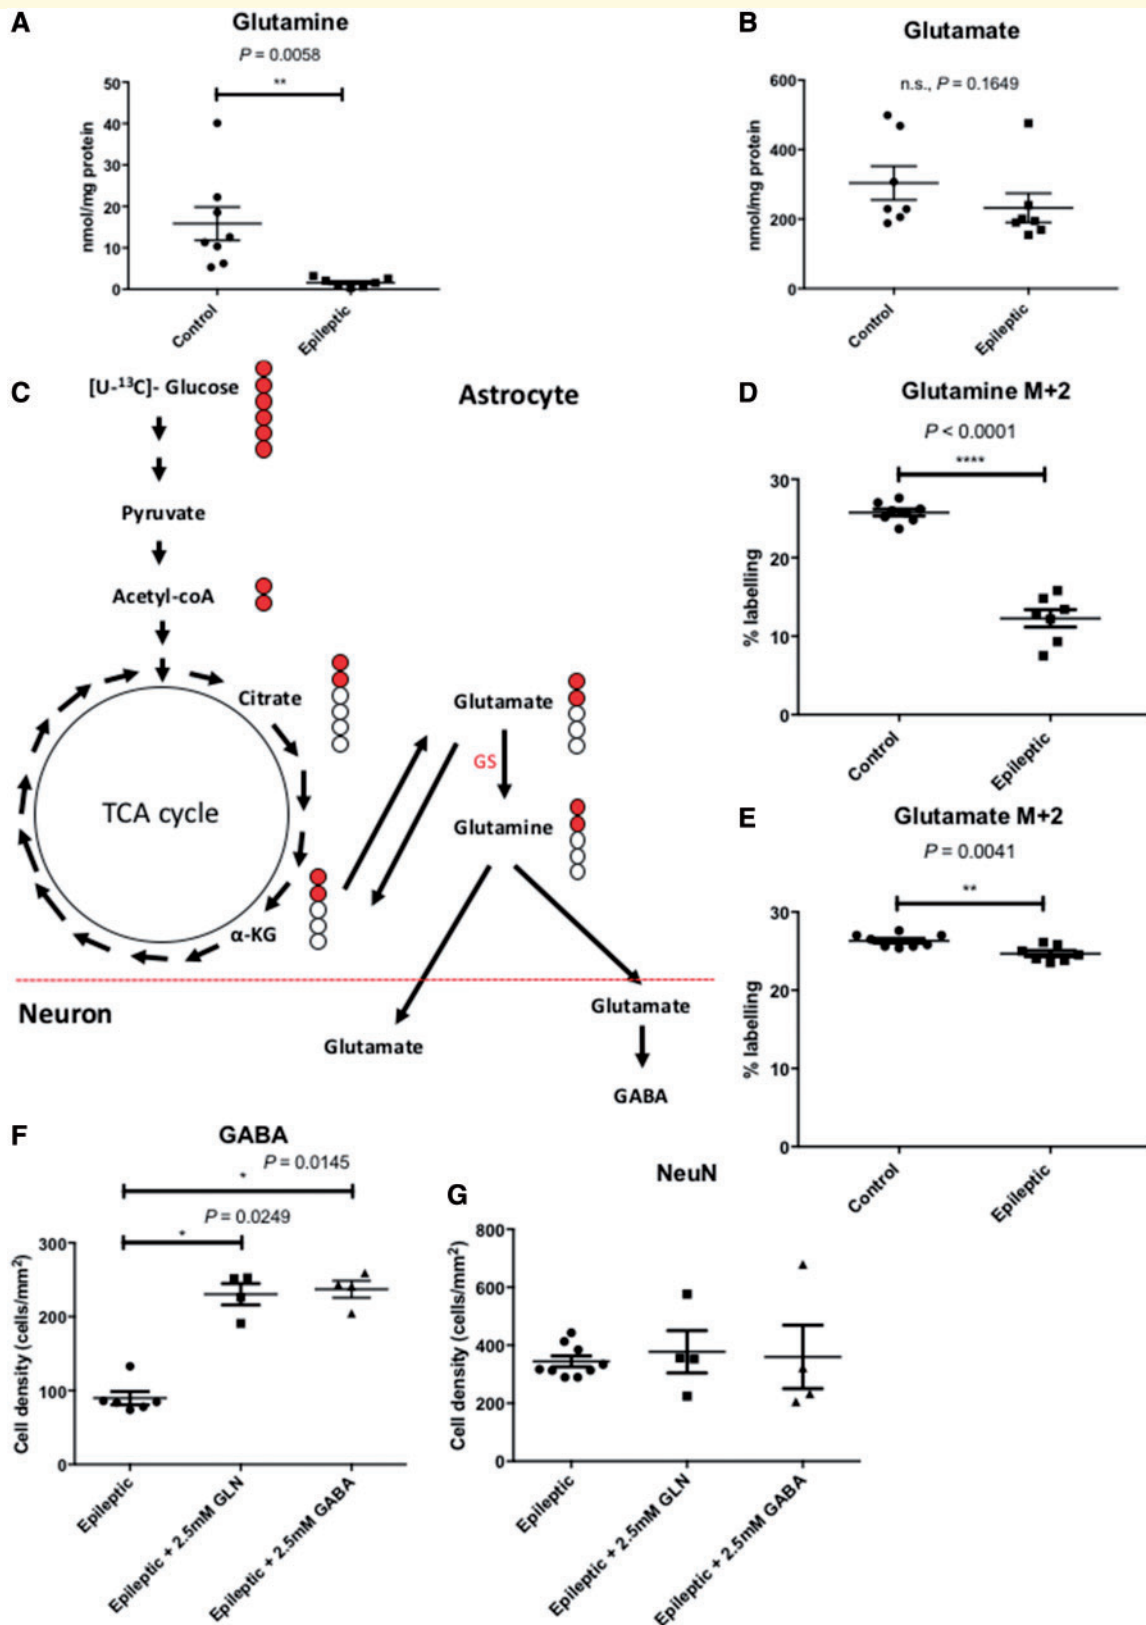 A
Glutamine
P = 0.0058
**
50
40
30
20
10
0
nmol/mg protein
Control
Epileptic
B
Glutamate
n.s., P = 0.1649
600
400
200
0
nmol/mg protein
Control
Epileptic
C
[U-¹³C]- Glucose
Astrocyte
Pyruvate
Acetyl-coA
Citrate
TCA cycle
α-KG
Glutamate
GS
Glutamine
Neuron
Glutamate
Glutamate
GABA
D
Glutamine M+2
P < 0.0001
****
30
20
10
0
% labelling
Control
Epileptic
E
Glutamate M+2
P = 0.0041
**
30
20
10
0
% labelling
Control
Epileptic
F
GABA
P = 0.0145
*
P = 0.0249
*
300
200
100
0
Cell density (cells/mm²)
Epileptic
Epileptic + 2.5mM GLN
Epileptic + 2.5mM GABA
G
NeuN
800
600
400
200
0
Cell density (cells/mm²)
Epileptic
Epileptic + 2.5mM GLN
Epileptic + 2.5mM GABA